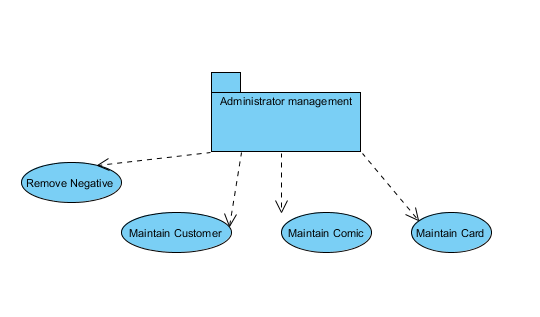 Administrator management
Remove Negative
Maintain Customer
Maintain Comic
Maintain Card